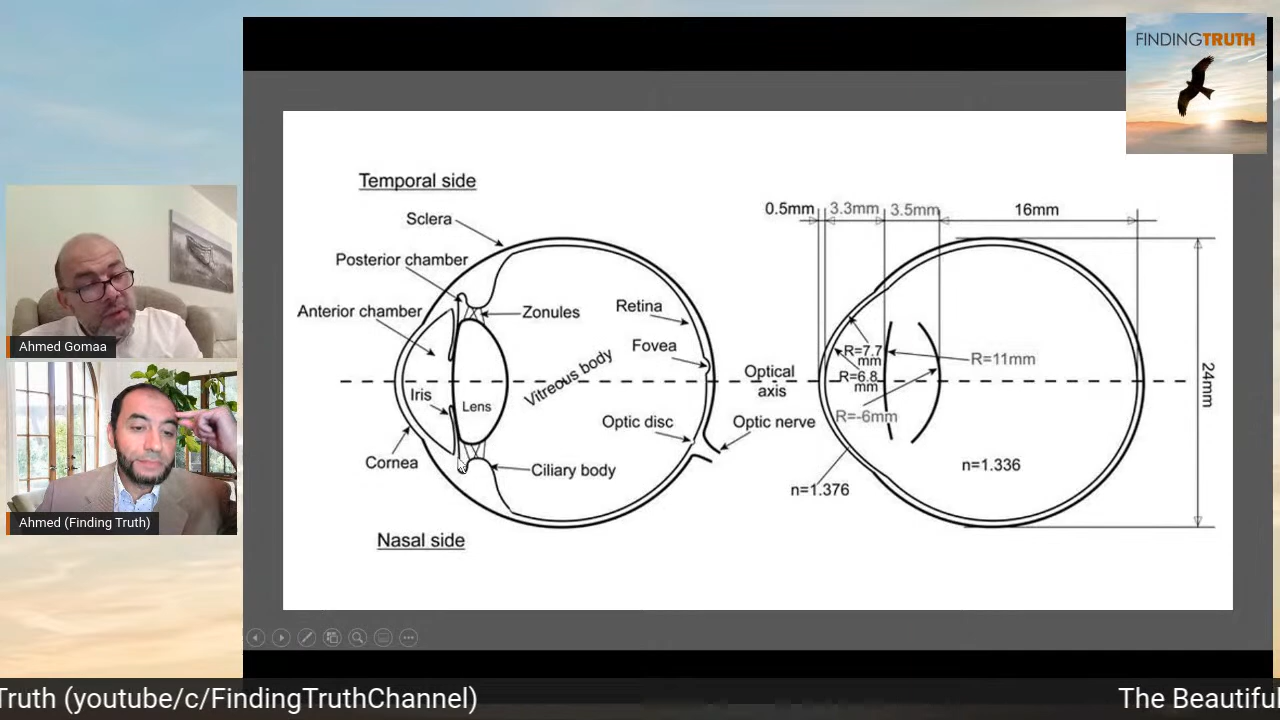 FINDINGTRUTH
Temporal side
Sclera
Posterior chamber
Anterior chamber
Zonules
Retina
Fovea
Vitreous body
Iris
Lens
Optical
axis
Optic disc
Optic nerve
Cornea
Ciliary body
Nasal side
0.5mm
3.3mm
3.5mm
16mm
R=7.7
mm
R=6.8
mm
R=11mm
R=-6mm
24mm
n=1.336
n=1.376
Ahmed Gomaa
Ahmed (Finding Truth)
Truth (youtube/c/FindingTruthChannel)
The Beautiful